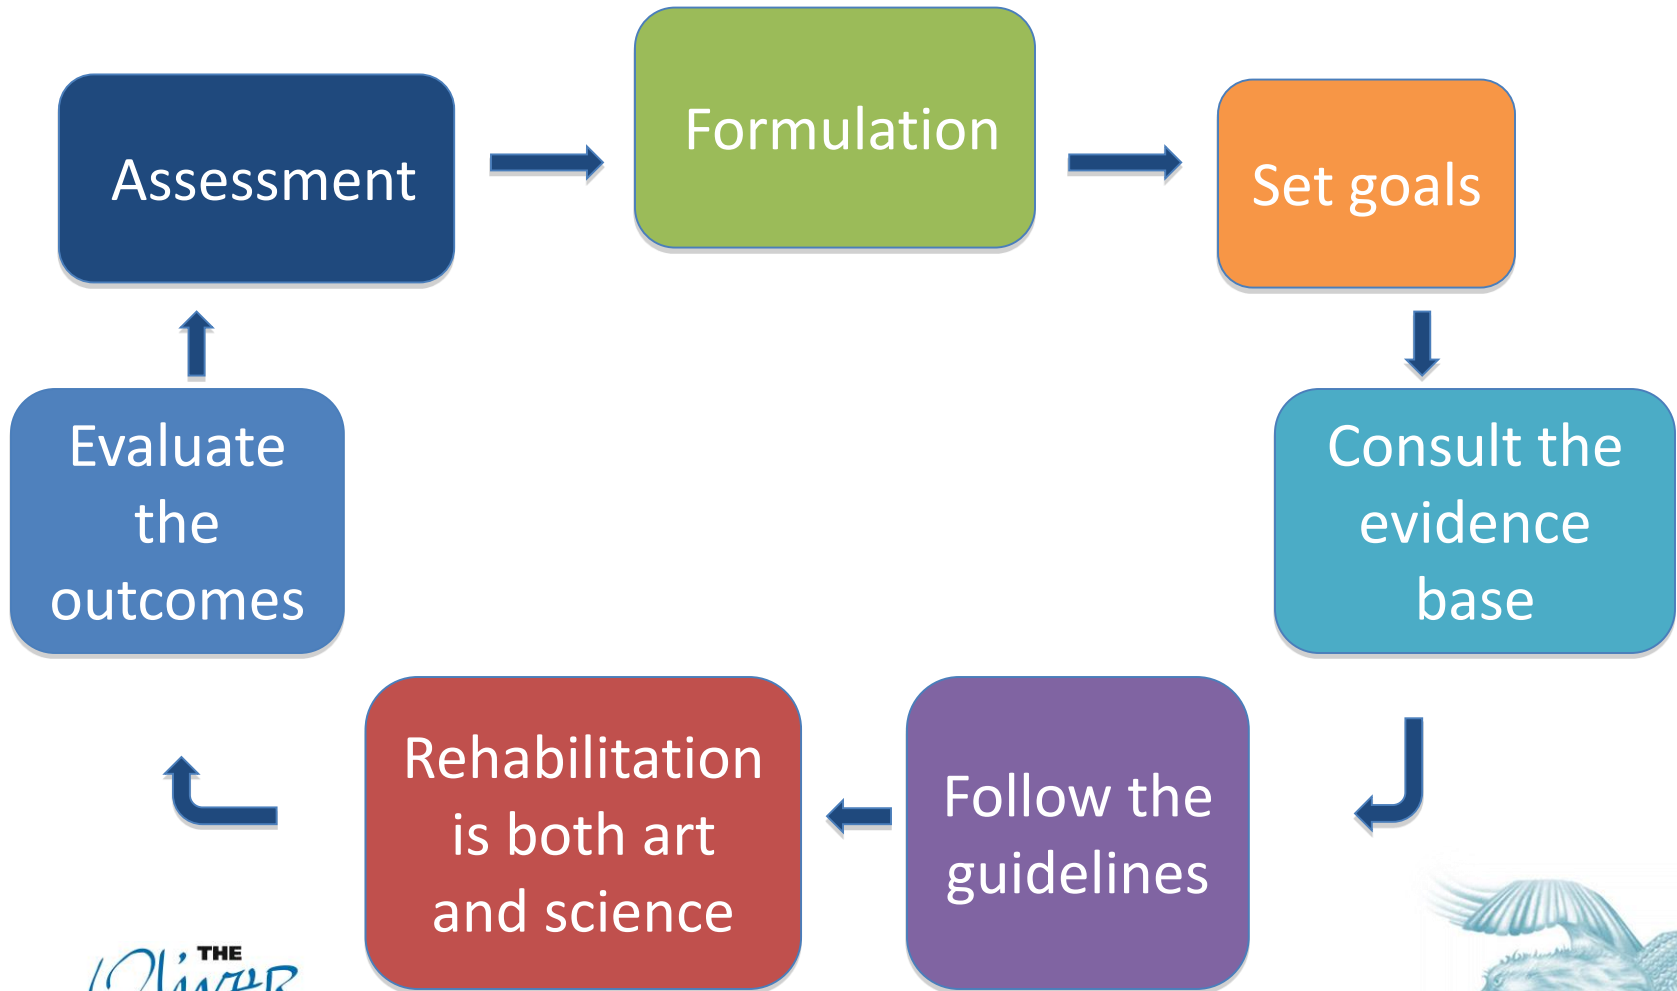 Assessment
Formulation
Set goals
Consult the
evidence
base
Follow the
guidelines
Rehabilitation
is both art
and science
Evaluate
the
outcomes
THE